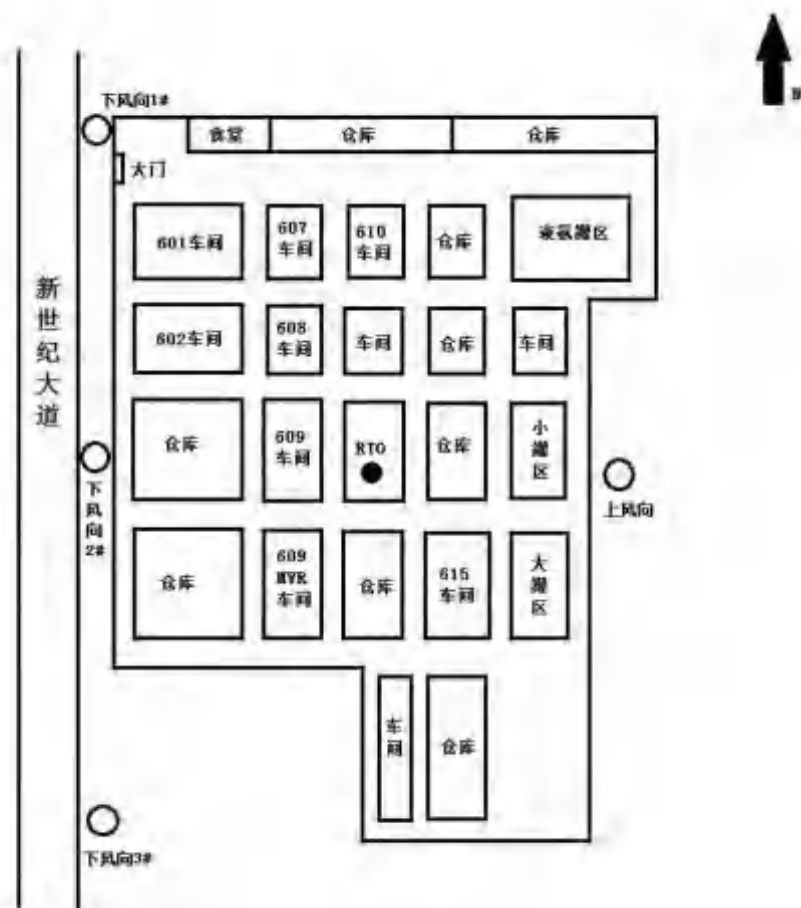 下风向1#
食堂
仓库
仓库
大门
601车间
607
车间
610
车间
仓库
液氨罐区
602车间
608
车间
车间
仓库
车间
新世纪大道
仓库
609
车间
RTO
仓库
小罐区
下风向2#
上风向
仓库
609
MVR
车间
仓库
615
车间
大罐区
车间
仓库
下风向3#